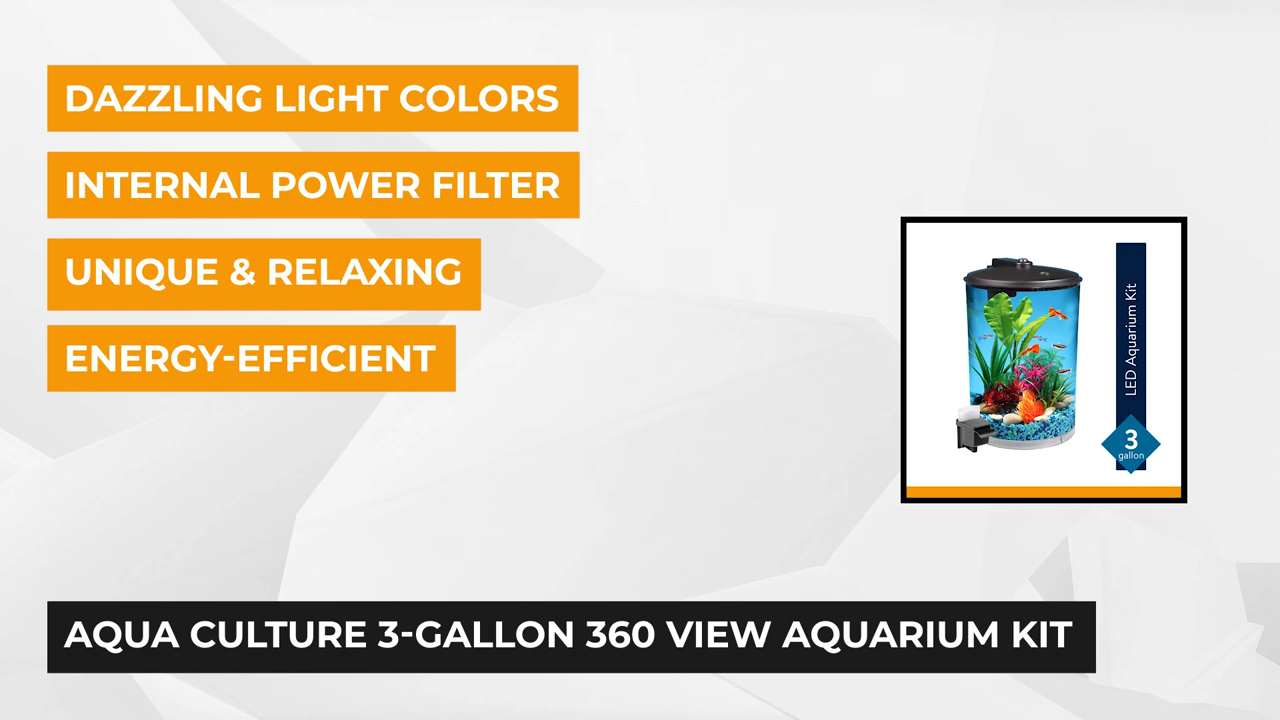 DAZZLING LIGHT COLORS
INTERNAL POWER FILTER
UNIQUE & RELAXING
ENERGY-EFFICIENT
LED Aquarium Kit
3
gallon
AQUA CULTURE 3-GALLON 360 VIEW AQUARIUM KIT